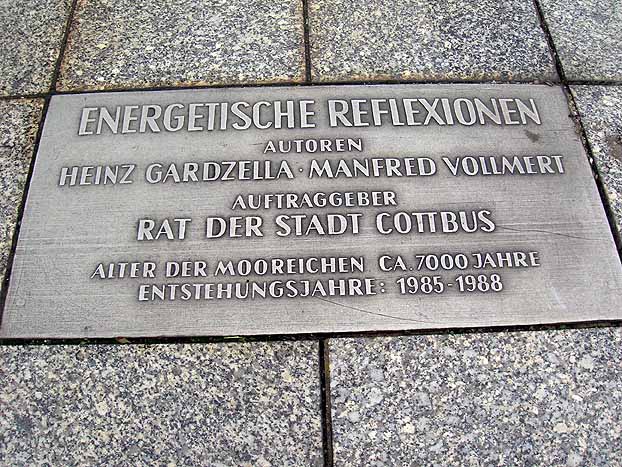 ENERGETISCHE REFLEXIONEN
AUTOREN
HEINZ GARDZELLA · MANFRED VOLLMERT
AUFTRAGGEBER
RAT DER STADT COTTBUS
ALTER DER MOOREICHEN CA. 7000 JAHRE
ENTSTEHUNGSJAHRE: 1985-1988